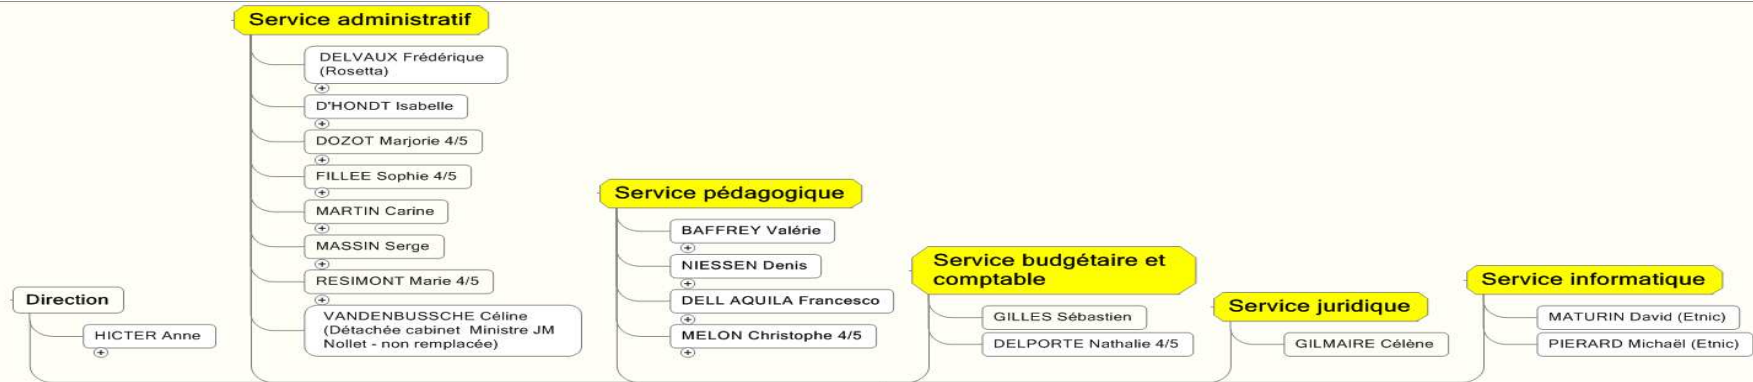 Direction
HICTER Anne
Service administratif
DELVAUX Frédérique
(Rosetta)
D'HONDT Isabelle
DOZOT Marjorie 4/5
FILLEE Sophie 4/5
MARTIN Carine
MASSIN Serge
RESIMONT Marie 4/5
VANDENBUSSCHE Céline
(Détachée cabinet Ministre JM
Nollet - non remplacée)
Service pédagogique
BAFFREY Valérie
NIESSEN Denis
DELL AQUILA Francesco
MELON Christophe 4/5
Service budgétaire et
comptable
GILLES Sébastien
DELPORTE Nathalie 4/5
Service juridique
GILMAIRE Célène
Service informatique
MATURIN David (Etnic)
PIERARD Michaël (Etnic)